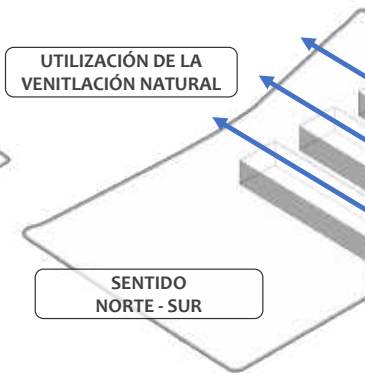 UTILIZACIÓN DE LA
VENITLACIÓN NATURAL
SENTIDO
NORTE - SUR